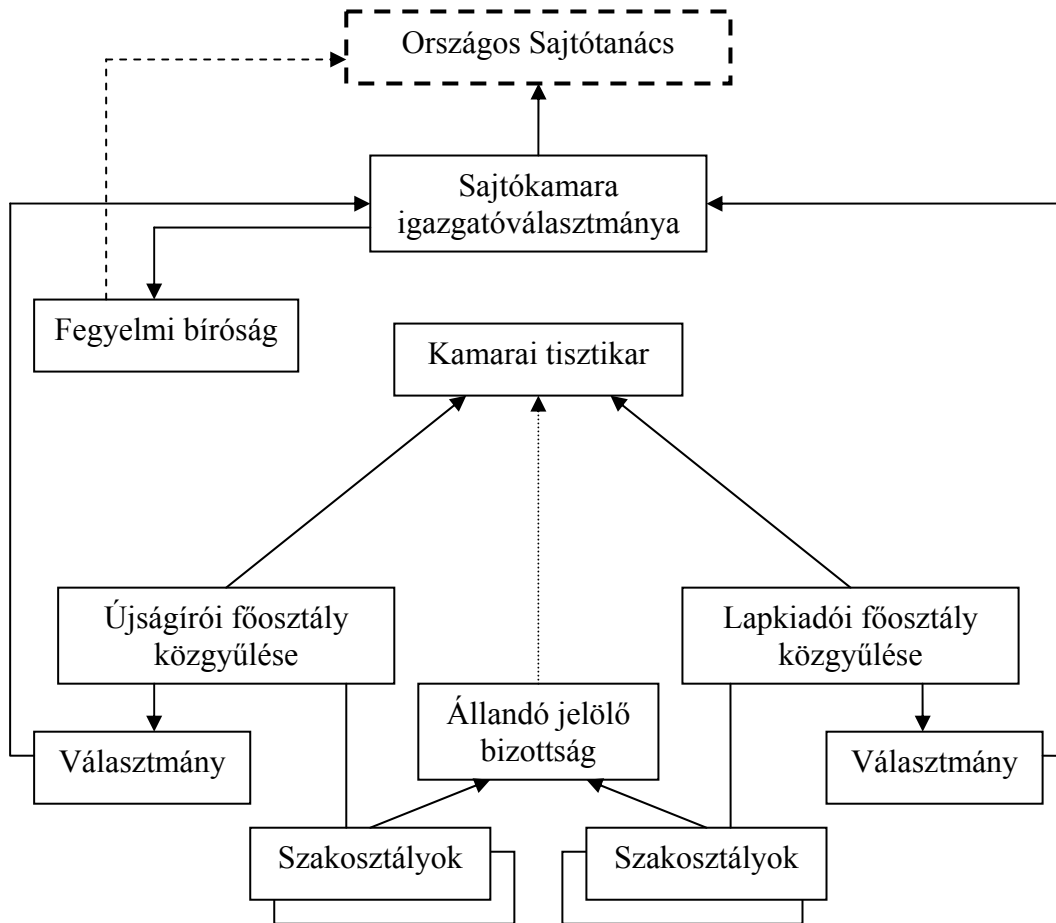 Országos Sajtótanács
Sajtókamara
igazgatóválasztmánya
Fegyelmi bíróság
Kamarai tisztikar
Újságírói főosztály
közgyűlése
Lapkiadói főosztály
közgyűlése
Állandó jelölő
bizottság
Választmány
Választmány
Szakosztályok
Szakosztályok